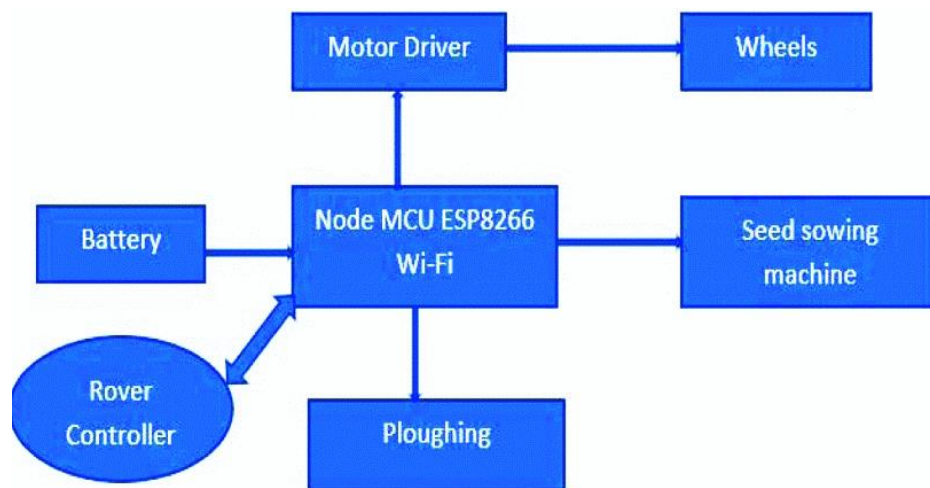 Motor Driver
Wheels
Node MCU ESP8266
Wi-Fi
Battery
Seed sowing
machine
Rover
Controller
Ploughing